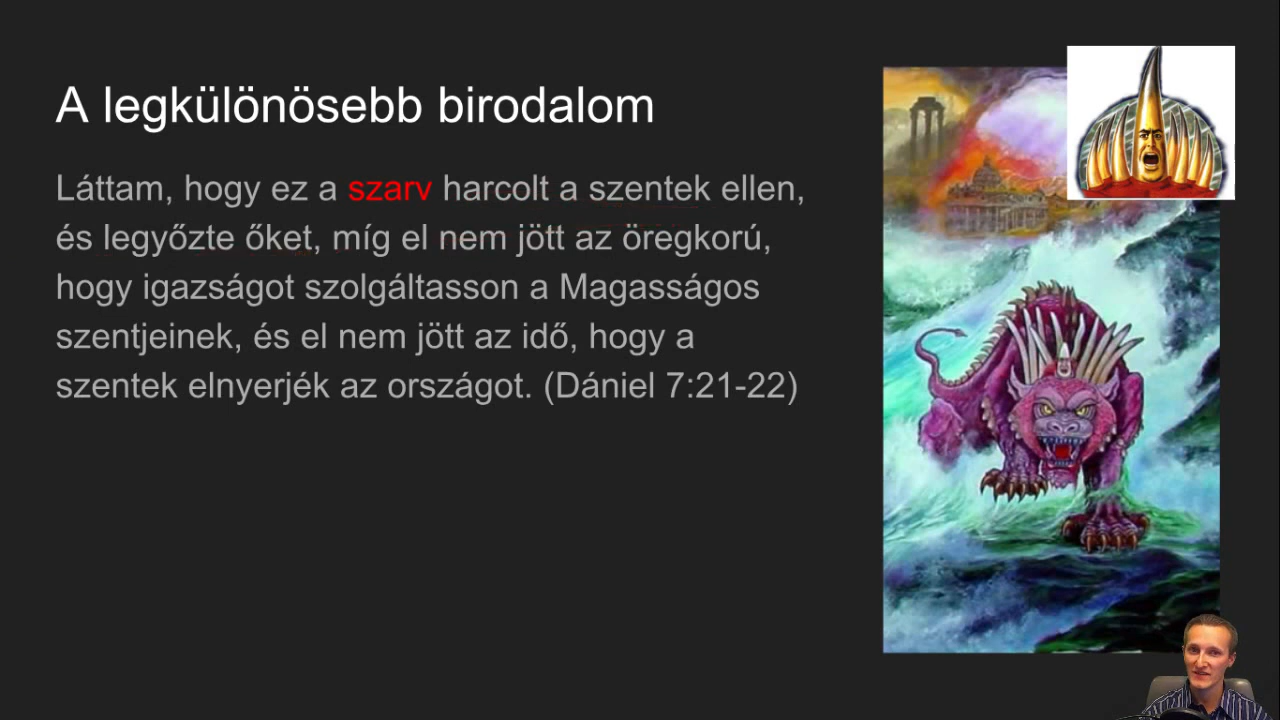 A legkülönösebb birodalom
Láttam, hogy ez a szarv harcolt a szentek ellen,
és legyőzte őket, míg el nem jött az öregkorú,
hogy igazságot szolgáltasson a Magasságos
szentjeinek, és el nem jött az idő, hogy a
szentek elnyerjék az országot. (Dániel 7:21-22)